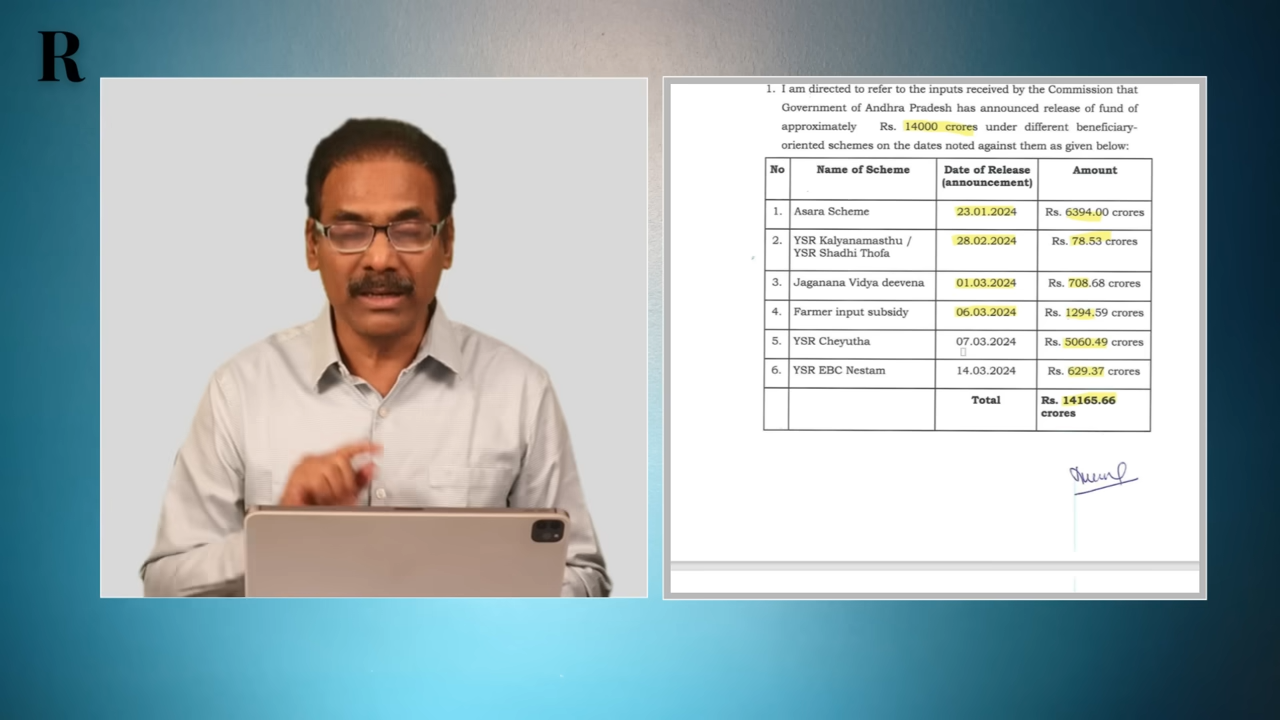 R
1. I am directed to refer to the inputs received by the Commission that
Government of Andhra Pradesh has announced release of fund of
approximately Rs. 14000 crores under different beneficiary-
oriented schemes on the dates noted against them as given below:
No Name of Scheme Date of Release (announcement) Amount
1. Asara Scheme 23.01.2024 Rs. 6394.00 crores
2. YSR Kalyanamasthu / YSR Shadhi Thofa 28.02.2024 Rs. 78.53 crores
3. Jaganana Vidya deevena 01.03.2024 Rs. 708.68 crores
4. Farmer input subsidy 06.03.2024 Rs. 1294.59 crores
5. YSR Cheyutha 07.03.2024 Rs. 5060.49 crores
6. YSR EBC Nestam 14.03.2024 Rs. 629.37 crores
Total Rs. 14165.66 crores